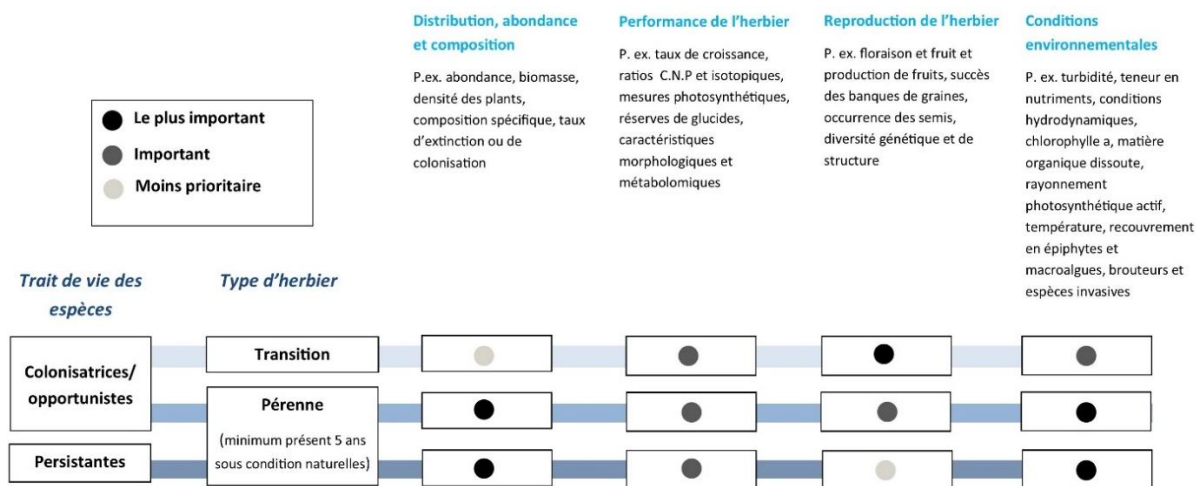 Distribution, abondance
et composition
P.ex. abondance, biomasse,
densité des plants,
composition spécifique, taux
d'extinction ou de
colonisation
Performance de l'herbier
P. ex. taux de croissance,
ratios C.N.P et isotopiques,
mesures photosynthétiques,
réserves de glucides,
caractéristiques
morphologiques et
métabolomiques
Reproduction de l'herbier
P. ex. floraison et fruit et
production de fruits, succès
des banques de graines,
occurrence des semis,
diversité génétique et de
structure
Conditions
environnementales
P. ex. turbidité, teneur en
nutriments, conditions
hydrodynamiques,
chlorophylle a, matière
organique dissoute,
rayonnement
photosynthétique actif,
température, recouvrement
en épiphytes et
macroalgues, brouteurs et
espèces invasives
Le plus important
Important
Moins prioritaire
Trait de vie des
espèces
Type d'herbier
Colonisatrices/
opportunistes
Transition
Pérenne
(minimum présent 5 ans
sous condition naturelles)
Persistantes